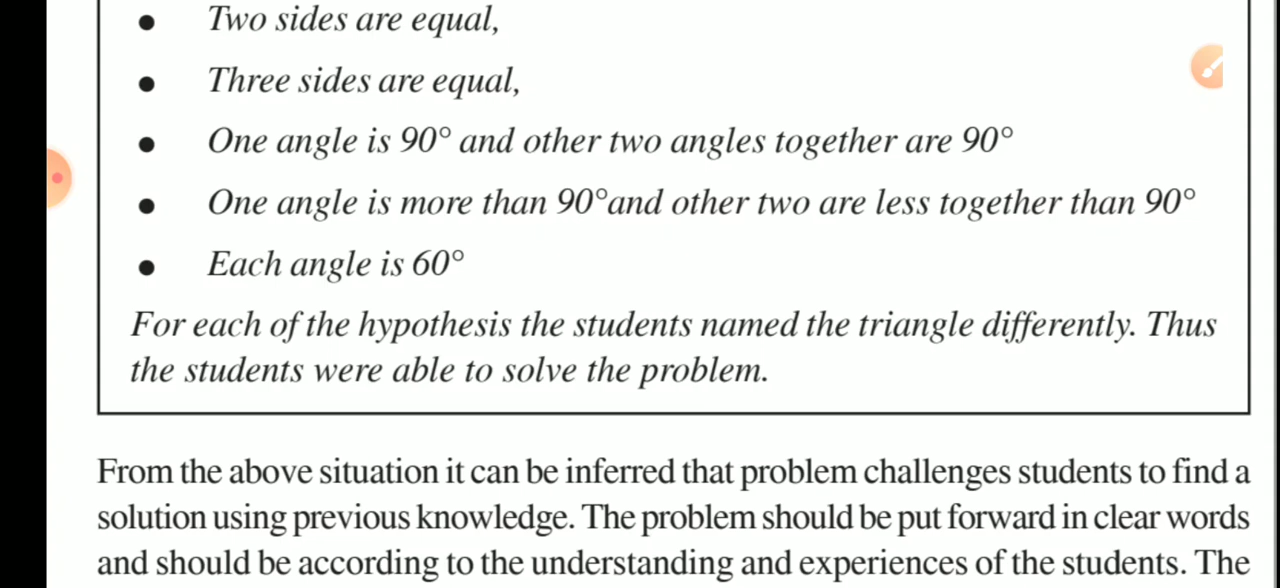 ● Two sides are equal,
● Three sides are equal,
● One angle is 90° and other two angles together are 90°
● One angle is more than 90°and other two are less together than 90°
● Each angle is 60°
For each of the hypothesis the students named the triangle differently. Thus
the students were able to solve the problem.
From the above situation it can be inferred that problem challenges students to find a
solution using previous knowledge. The problem should be put forward in clear words
and should be according to the understanding and experiences of the students. The